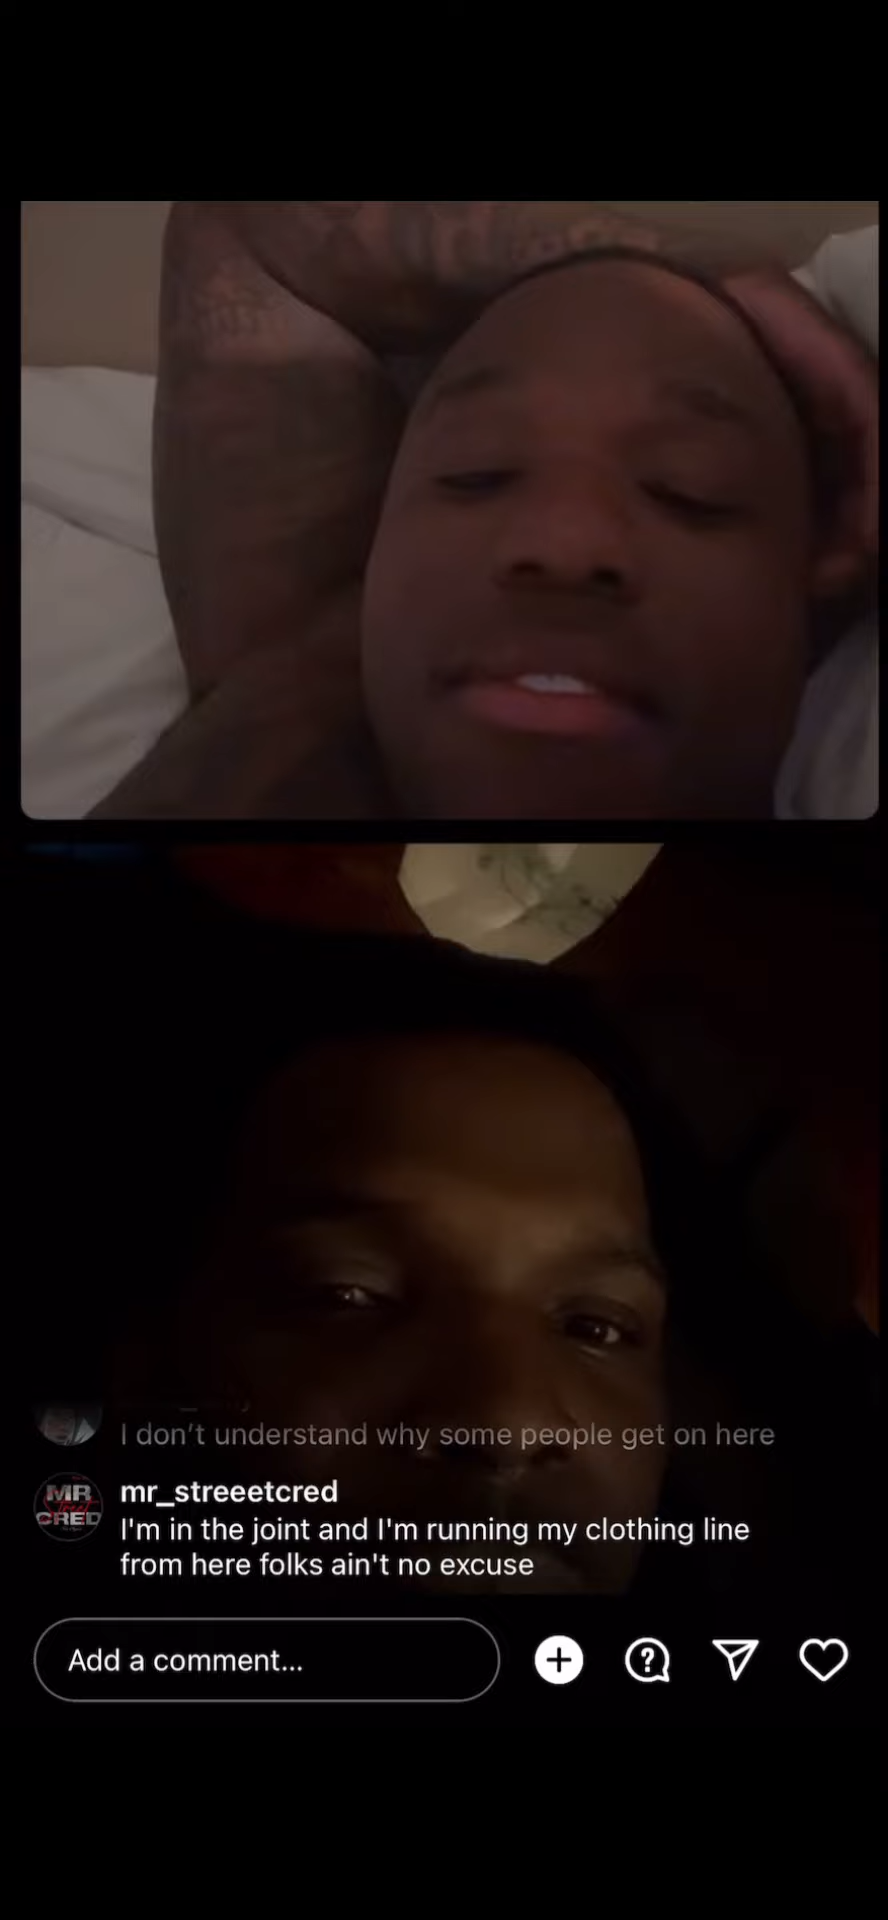 I don't understand why some people get on here
MR
Street
CRED
mr_streeetcred
I'm in the joint and I'm running my clothing line
from here folks ain't no excuse
Add a comment...